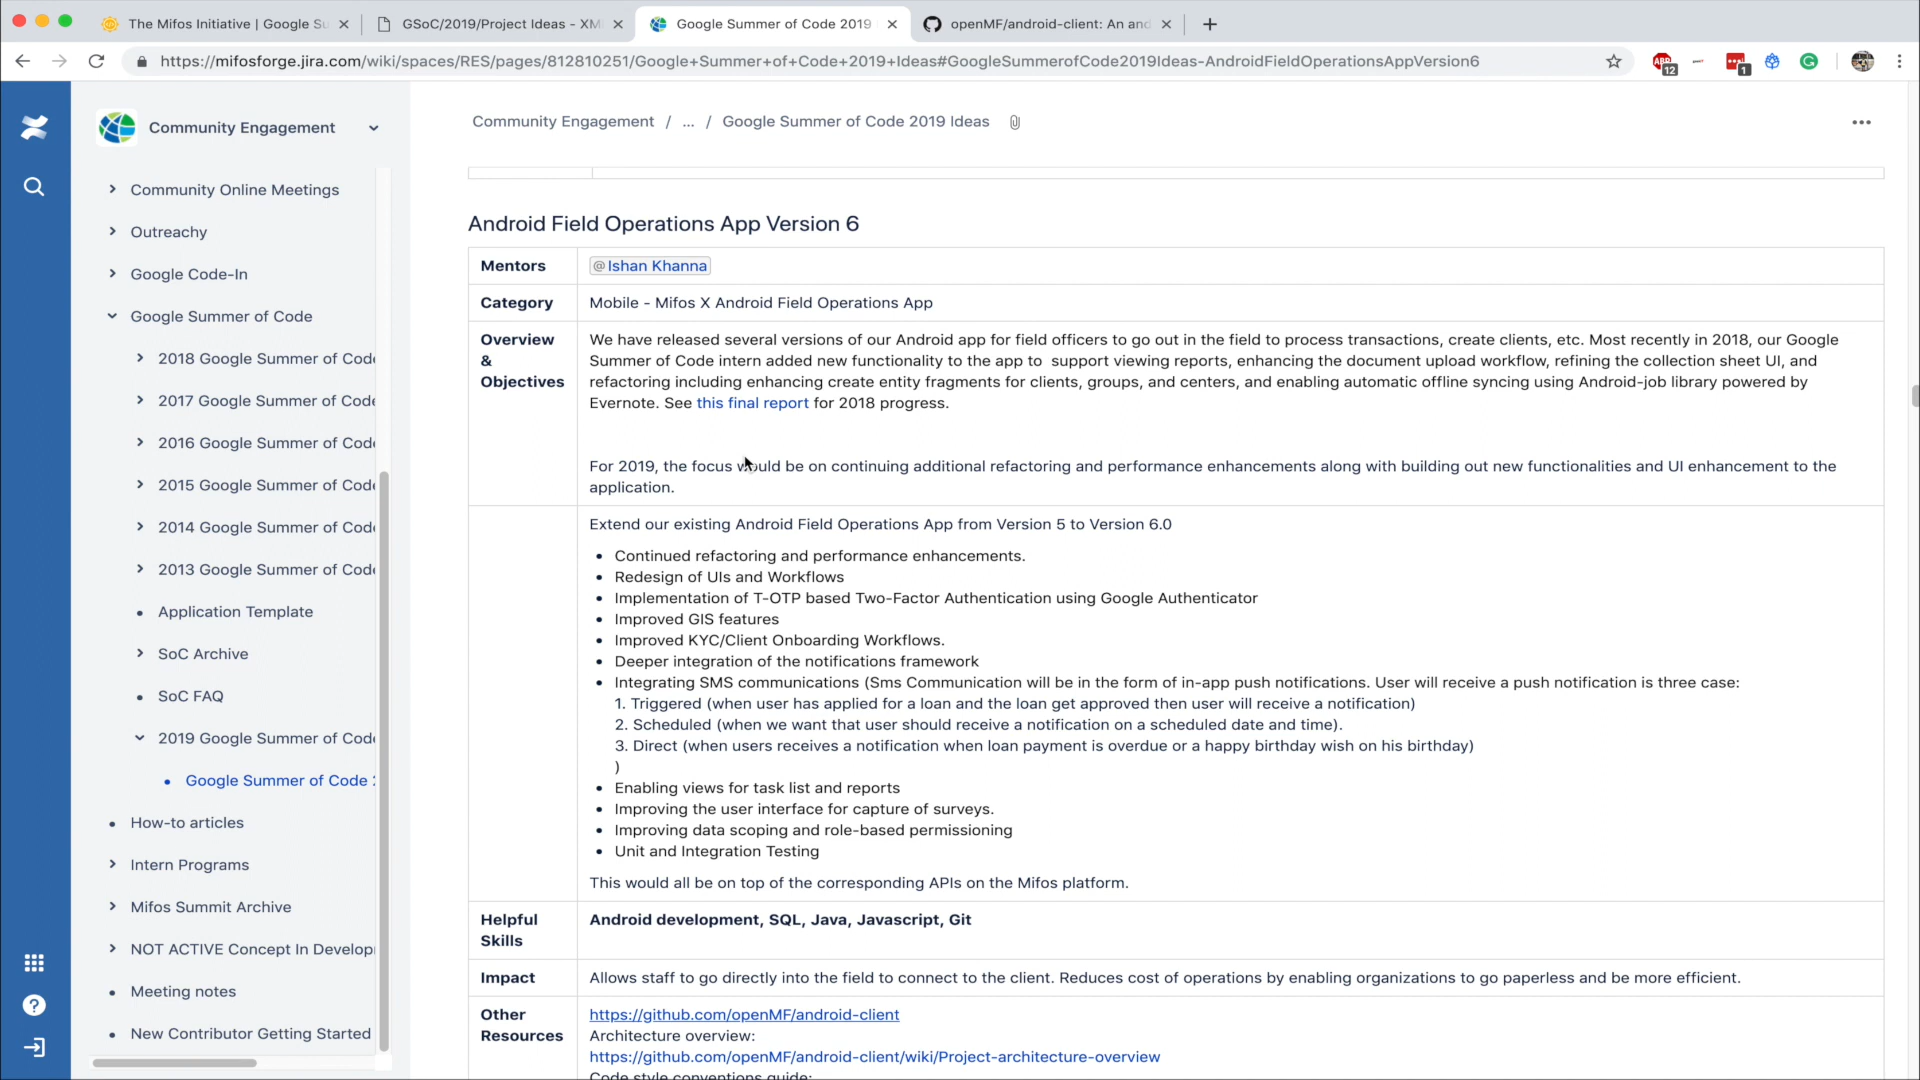 The Mifos Initiative | Google Su
GSoC/2019/Project Ideas - XM
Google Summer of Code 2019
openMF/android-client: An and
https://mifosforge.jira.com/wiki/spaces/RES/pages/812810251/Google+Summer+of+Code+2019+Ideas#GoogleSummerofCode2019Ideas-AndroidFieldOperationsAppVersion6
ABP
12
1
Community Engagement
Community Engagement / ... / Google Summer of Code 2019 Ideas
Community Online Meetings
Outreachy
Google Code-In
Google Summer of Code
2018 Google Summer of Code
2017 Google Summer of Code
2016 Google Summer of Code
2015 Google Summer of Code
2014 Google Summer of Code
2013 Google Summer of Code
Application Template
SoC Archive
SoC FAQ
2019 Google Summer of Code
Google Summer of Code 2
How-to articles
Intern Programs
Mifos Summit Archive
NOT ACTIVE Concept In Develop
Meeting notes
New Contributor Getting Started
Android Field Operations App Version 6
Mentors
@Ishan Khanna
Category
Mobile - Mifos X Android Field Operations App
Overview
&
Objectives
We have released several versions of our Android app for field officers to go out in the field to process transactions, create clients, etc. Most recently in 2018, our Google
Summer of Code intern added new functionality to the app to  support viewing reports, enhancing the document upload workflow, refining the collection sheet UI, and
refactoring including enhancing create entity fragments for clients, groups, and centers, and enabling automatic offline syncing using Android-job library powered by
Evernote. See this final report for 2018 progress.
For 2019, the focus would be on continuing additional refactoring and performance enhancements along with building out new functionalities and UI enhancement to the
application.
Extend our existing Android Field Operations App from Version 5 to Version 6.0
• Continued refactoring and performance enhancements.
• Redesign of UIs and Workflows
• Implementation of T-OTP based Two-Factor Authentication using Google Authenticator
• Improved GIS features
• Improved KYC/Client Onboarding Workflows.
• Deeper integration of the notifications framework
• Integrating SMS communications (Sms Communication will be in the form of in-app push notifications. User will receive a push notification is three case:
1. Triggered (when user has applied for a loan and the loan get approved then user will receive a notification)
2. Scheduled (when we want that user should receive a notification on a scheduled date and time).
3. Direct (when users receives a notification when loan payment is overdue or a happy birthday wish on his birthday)
)
• Enabling views for task list and reports
• Improving the user interface for capture of surveys.
• Improving data scoping and role-based permissioning
• Unit and Integration Testing
This would all be on top of the corresponding APIs on the Mifos platform.
Helpful
Skills
Android development, SQL, Java, Javascript, Git
Impact
Allows staff to go directly into the field to connect to the client. Reduces cost of operations by enabling organizations to go paperless and be more efficient.
Other
Resources
https://github.com/openMF/android-client
Architecture overview:
https://github.com/openMF/android-client/wiki/Project-architecture-overview
Code style conventions guide: